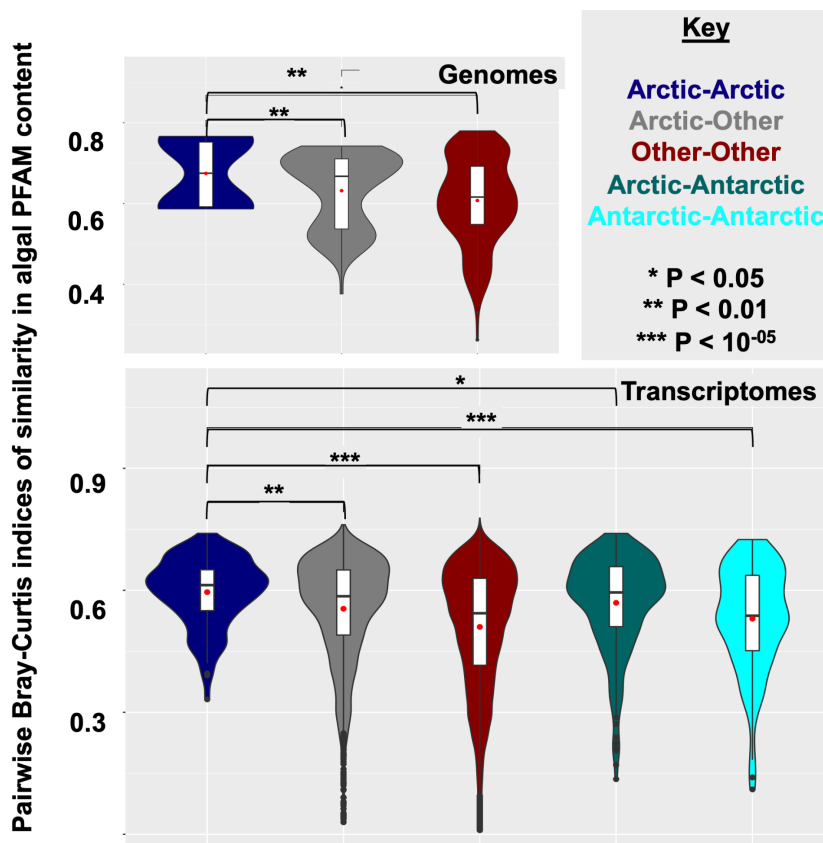 Pairwise Bray-Curtis indices of similarity in algal PFAM content
Genomes
**
**
0.8
0.6
0.4
Key
Arctic-Arctic
Arctic-Other
Other-Other
Arctic-Antarctic
Antarctic-Antarctic
* P < 0.05
** P < 0.01
*** P < 10-05
Transcriptomes
*
***
***
**
0.9
0.6
0.3